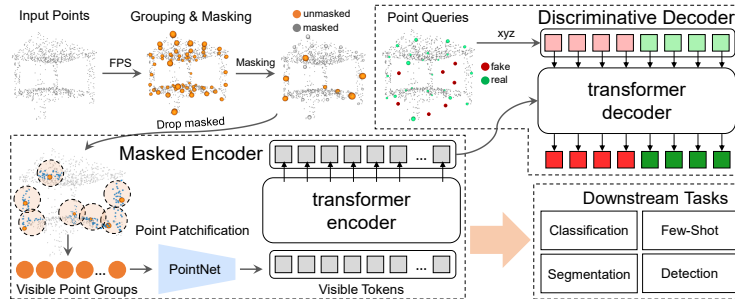 Input Points
Grouping & Masking
unmasked
masked
FPS
Masking
Drop masked
Point Queries
xyz
fake
real
Discriminative Decoder
transformer
decoder
Masked Encoder
...
transformer
encoder
Point Patchification
PointNet
...
Visible Point Groups
...
Visible Tokens
Downstream Tasks
Classification
Few-Shot
Segmentation
Detection